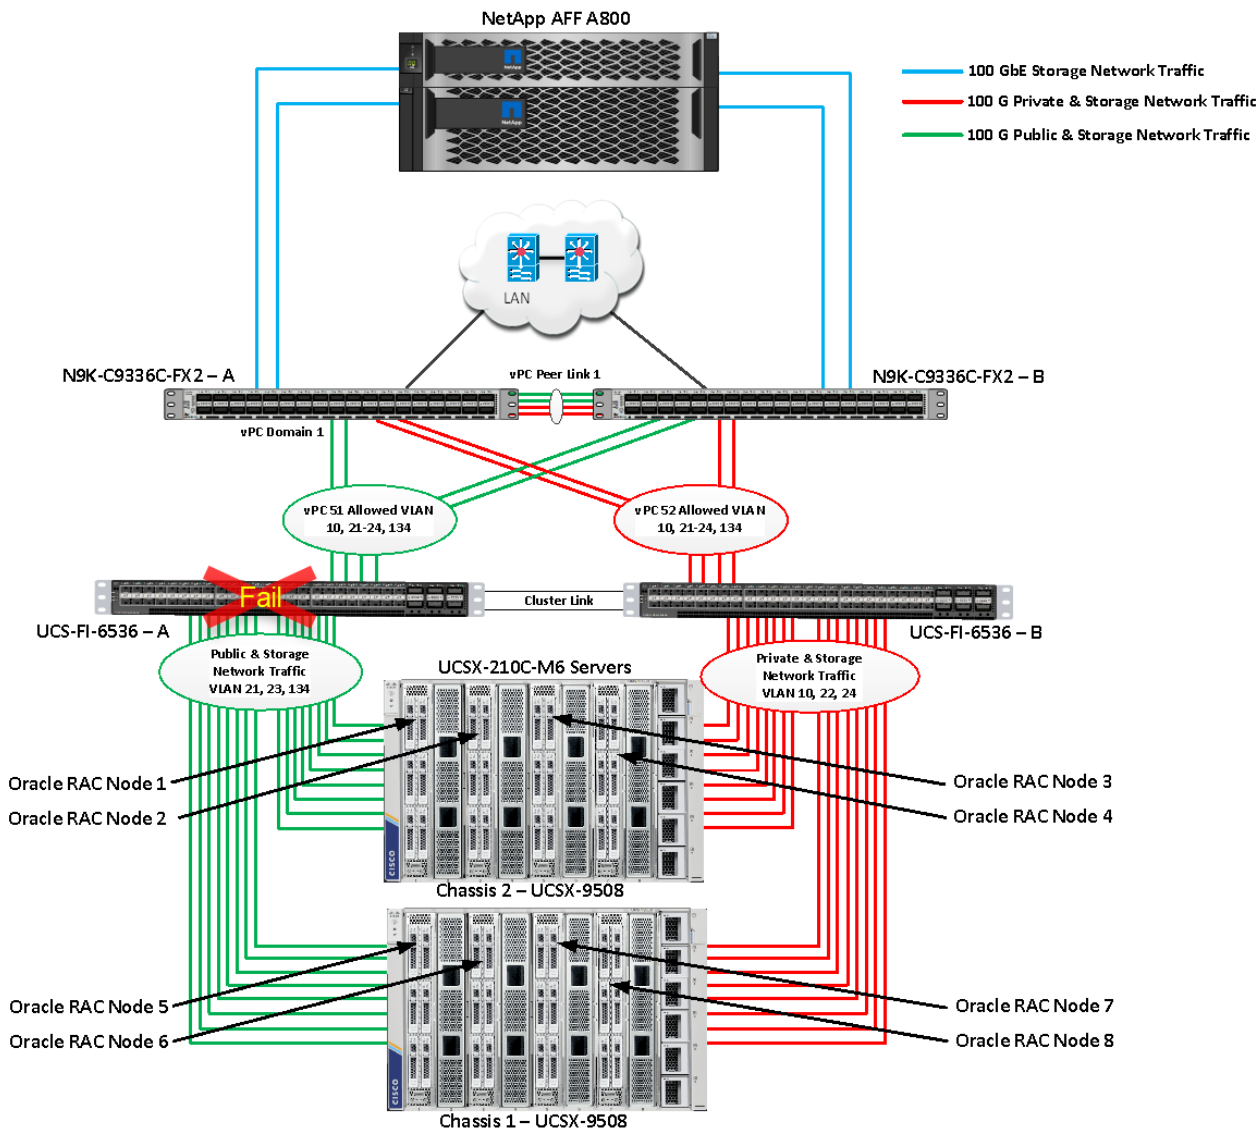 NetApp AFF A800
NetApp
NetApp
100 GbE Storage Network Traffic
100 G Private & Storage Network Traffic
100 G Public & Storage Network Traffic
LAN
N9K-C9336C-FX2 – A
vPC Peer Link 1
N9K-C9336C-FX2 – B
vPC Domain 1
vPC 51 Allowed VLAN
10, 21-24, 134
vPC 52 Allowed VLAN
10, 21-24, 134
Fail
Cluster Link
UCS-FI-6536 – A
UCS-FI-6536 – B
Public & Storage
Network Traffic
VLAN 21, 23, 134
Private & Storage
Network Traffic
VLAN 10, 22, 24
UCSX-210C-M6 Servers
Oracle RAC Node 1
Oracle RAC Node 2
Oracle RAC Node 3
Oracle RAC Node 4
CISCO
Chassis 2 – UCSX-9508
Oracle RAC Node 5
Oracle RAC Node 6
Oracle RAC Node 7
Oracle RAC Node 8
CISCO
Chassis 1 – UCSX-9508